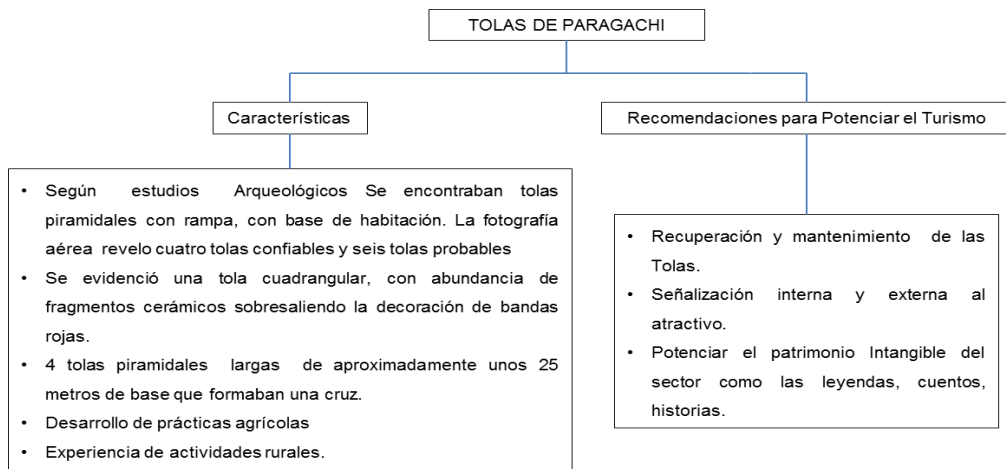 TOLAS DE PARAGACHI
Características
• Según estudios Arqueológicos Se encontraban tolas
piramidales con rampa, con base de habitación. La fotografía
aérea revelo cuatro tolas confiables y seis tolas probables
• Se evidenció una tola cuadrangular, con abundancia de
fragmentos cerámicos sobresaliendo la decoración de bandas
rojas.
• 4 tolas piramidales largas de aproximadamente unos 25
metros de base que formaban una cruz.
• Desarrollo de prácticas agrícolas
• Experiencia de actividades rurales.
Recomendaciones para Potenciar el Turismo
• Recuperación y mantenimiento de las
Tolas.
• Señalización interna y externa al
atractivo.
• Potenciar el patrimonio Intangible del
sector como las leyendas, cuentos,
historias.